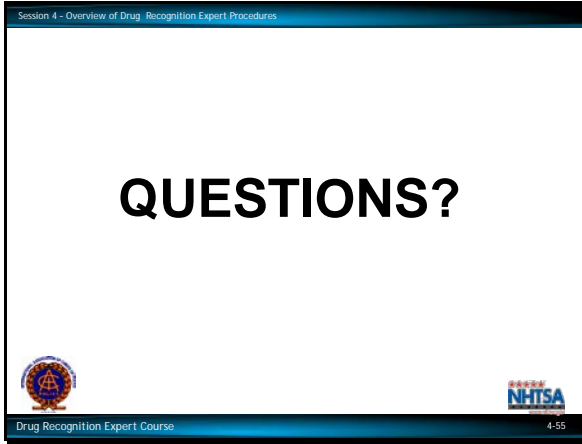 Session 4 - Overview of Drug Recognition Expert Procedures
QUESTIONS?
NHTSA
Drug Recognition Expert Course
4-55